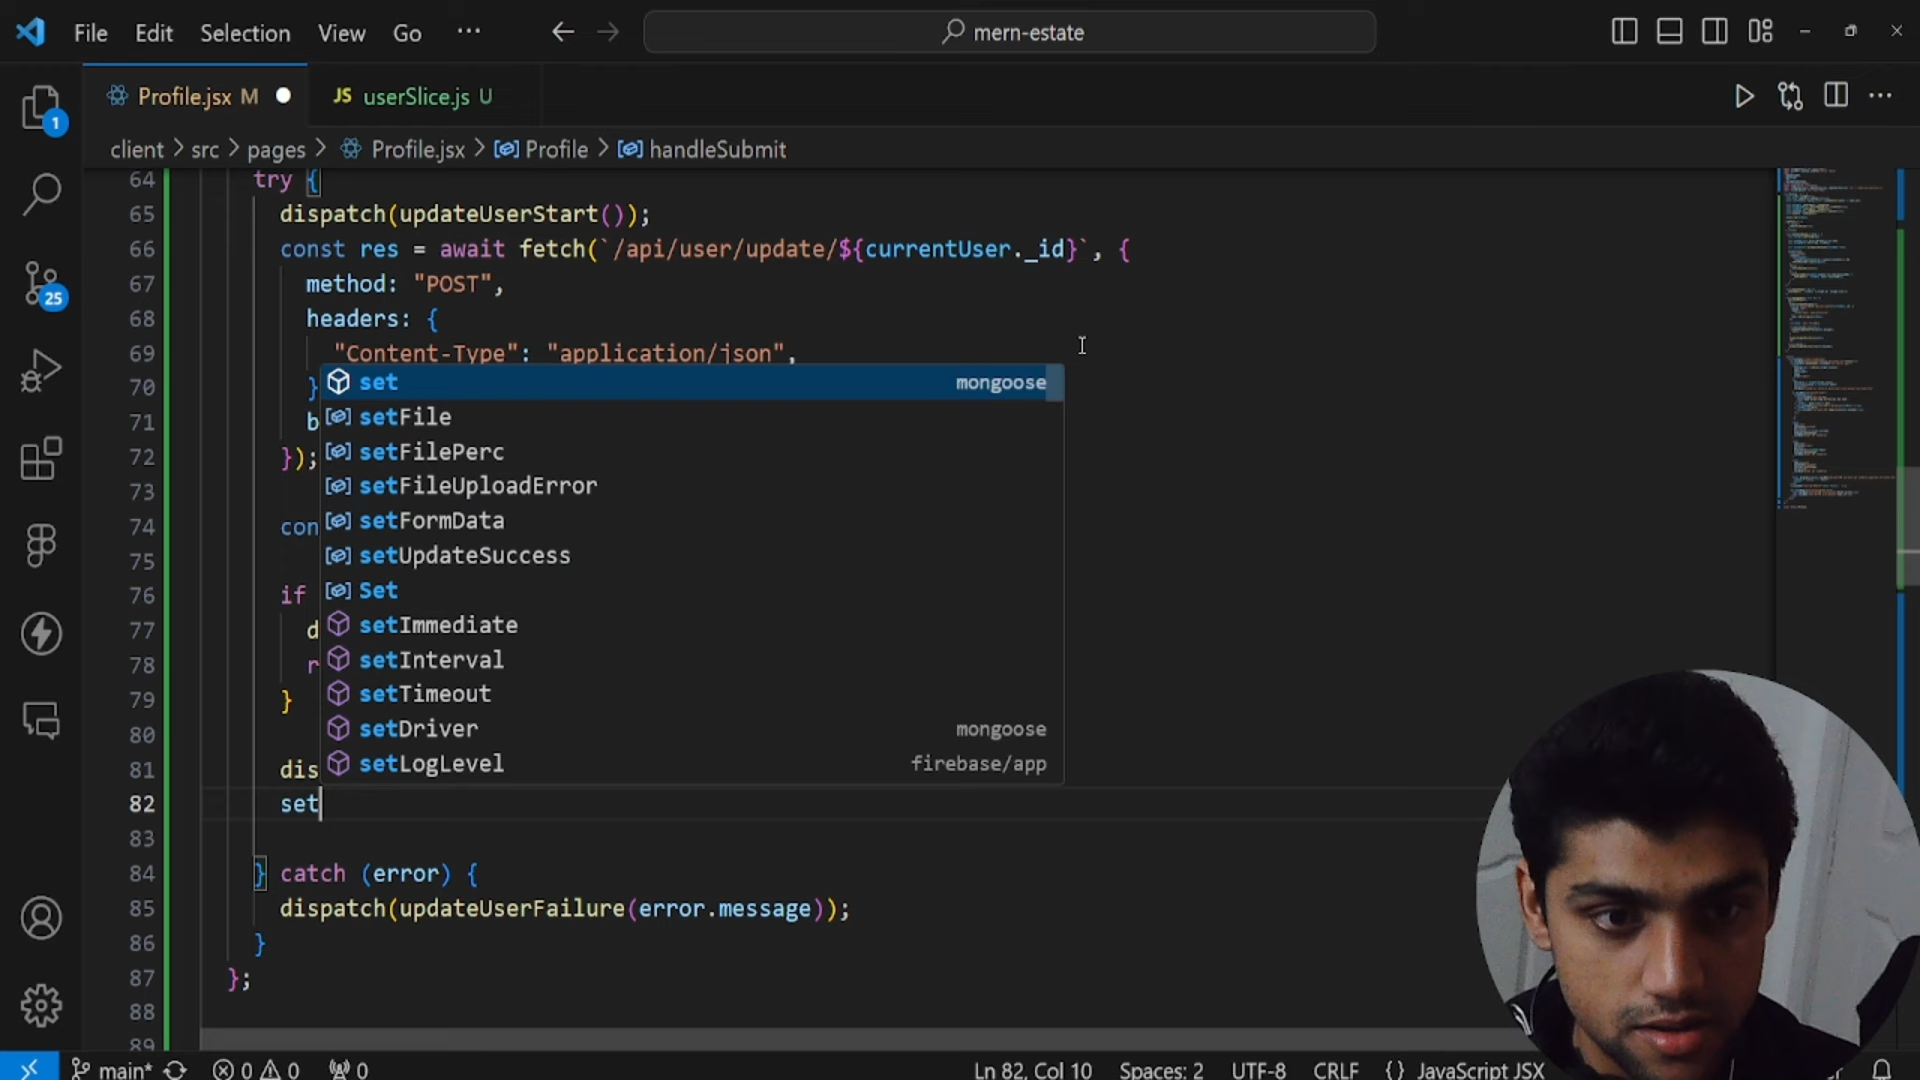 File Edit Selection View Go ··· mern-estate
Profile.jsx M JS userSlice.js U
client > src > pages > Profile.jsx > Profile > handleSubmit
64 try {
65 dispatch(updateUserStart());
66 const res = await fetch(`/api/user/update/${currentUser._id}`, {
67 method: "POST",
68 headers: {
69 "Content-Type": "application/json",
70 }
71 b
72 });
73
74 con
75
76 if
77 d
78 r
79 }
80
81 dis
82 set
83
84 } catch (error) {
85 dispatch(updateUserFailure(error.message));
86 }
87 };
88
89
set mongoose
setFile
setFilePerc
setFileUploadError
setFormData
setUpdateSuccess
Set
setImmediate
setInterval
setTimeout
setDriver mongoose
setLogLevel firebase/app
1
25
main* 0 0 0 Ln 82, Col 10 Spaces: 2 UTF-8 CRLF {} JavaScript JSX